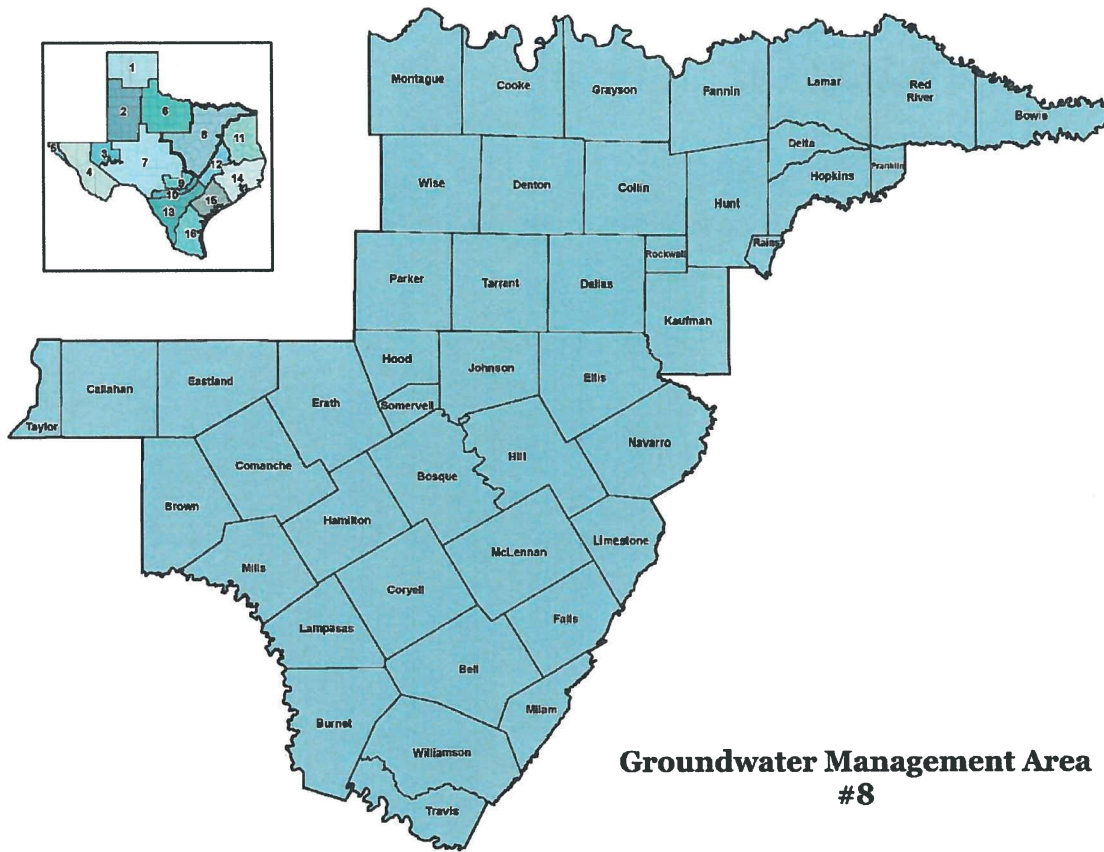 1
2
6
8
11
5
3
7
4
12
9
14
10
15
13
16
Montague
Cooke
Grayson
Fannin
Lamar
Red
River
Bowie
Delta
Hopkins
Franklin
Wise
Denton
Collin
Hunt
Rains
Rockwall
Parker
Tarrant
Dallas
Kaufman
Hood
Johnson
Ellis
Taylor
Callahan
Eastland
Erath
Somervell
Navarro
Comanche
Bosque
Hill
Brown
Hamilton
Limestone
McLennan
Mills
Coryell
Falls
Lampasas
Bell
Milam
Burnet
Williamson
Travis
Groundwater Management Area
#8